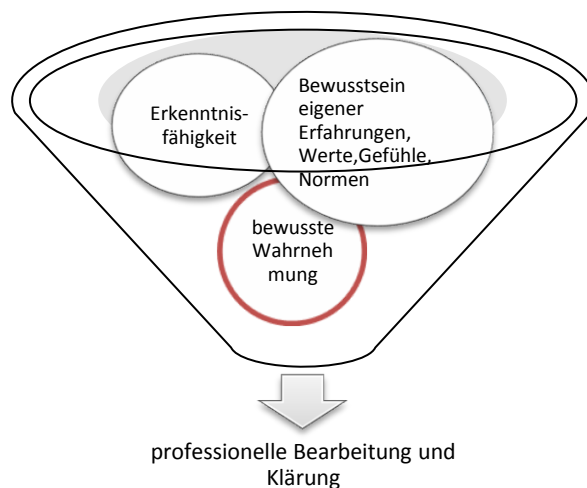 Erkenntnis-
fähigkeit
Bewusstsein
eigener
Erfahrungen,
Werte,Gefühle,
Normen
bewusste
Wahrneh
mung
professionelle Bearbeitung und
Klärung